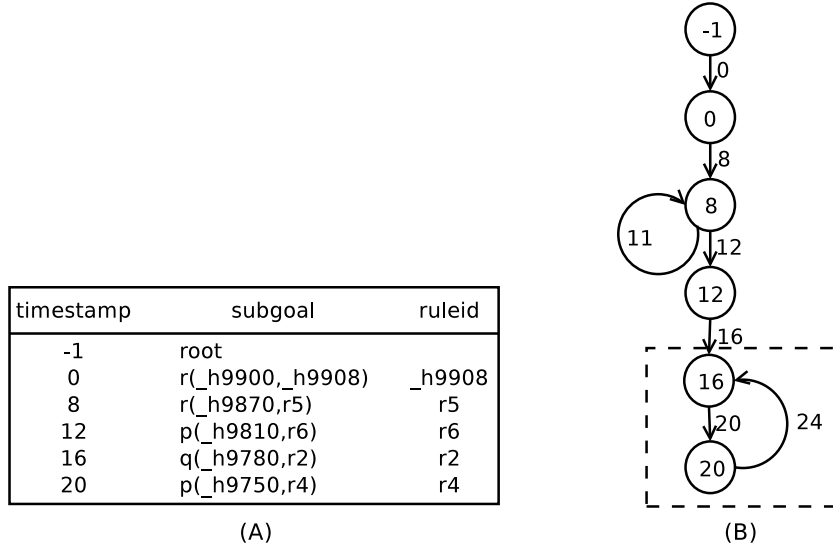 timestamp subgoal ruleid
-1 root
0 r(_h9900,_h9908) _h9908
8 r(_h9870,r5) r5
12 p(_h9810,r6) r6
16 q(_h9780,r2) r2
20 p(_h9750,r4) r4
(A)
-1
0
0
8
8
11
12
12
16
16
20
24
20
(B)